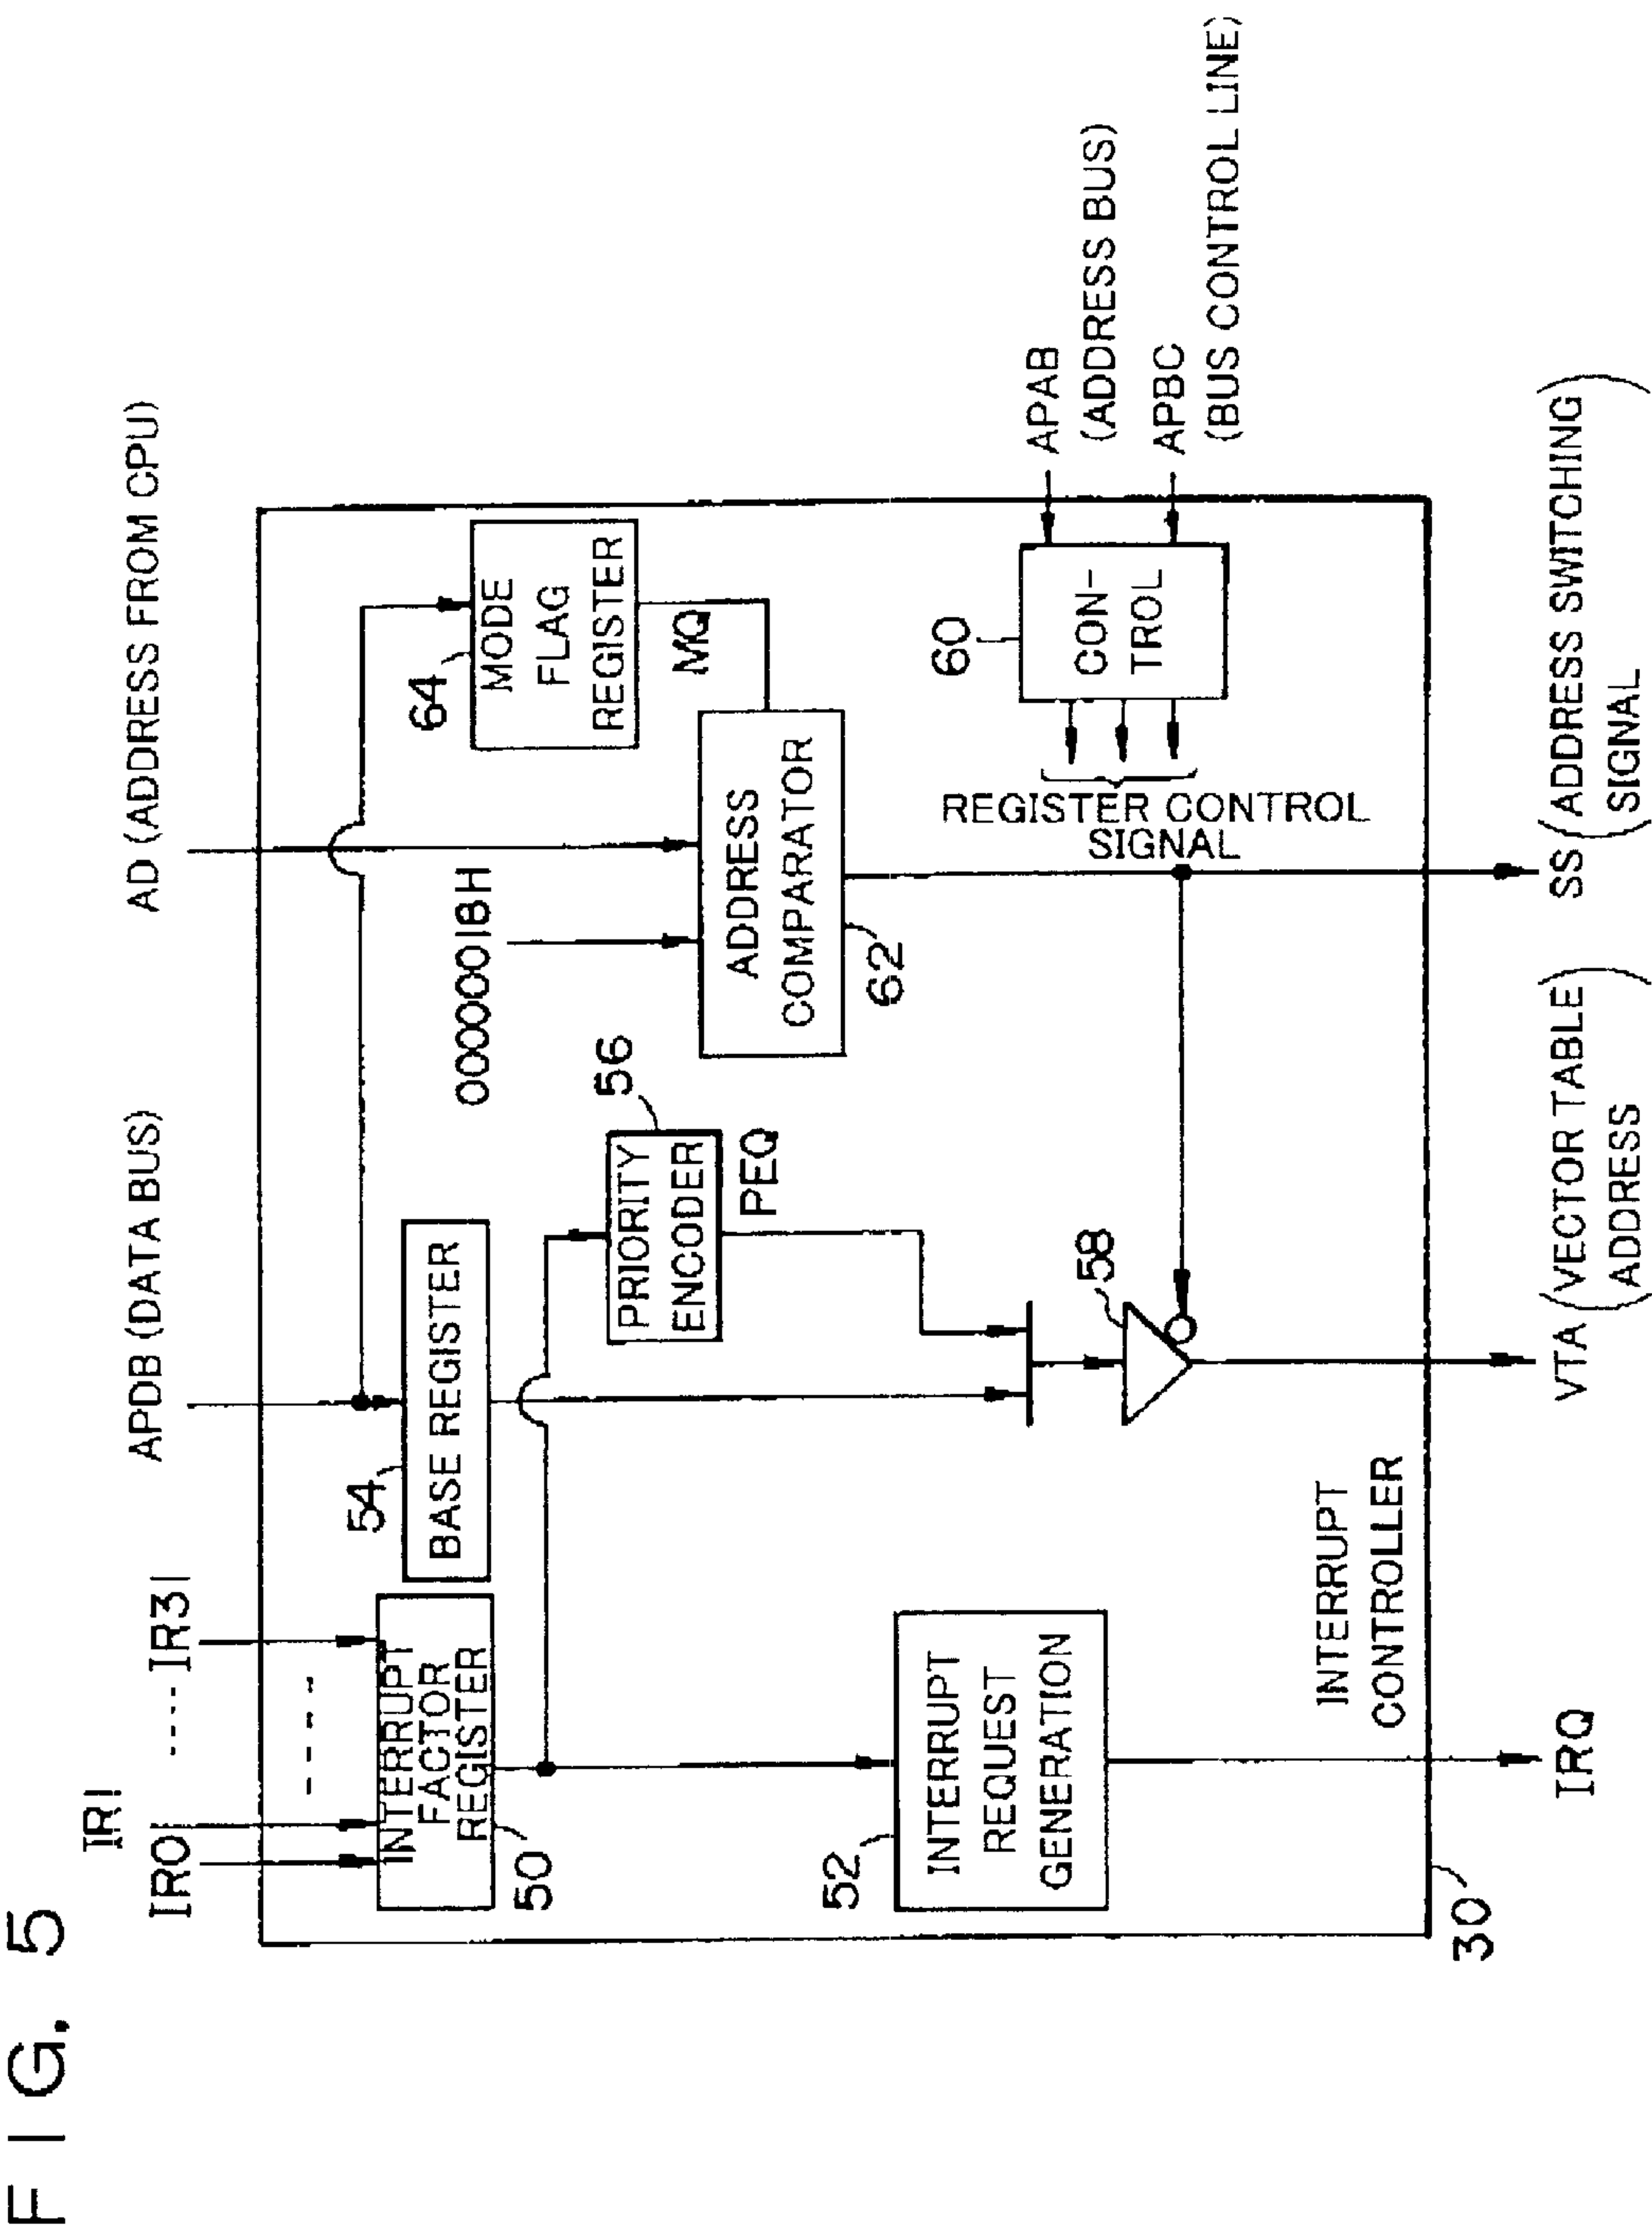 FIG. 5
IR0
IR1
---- IR31
APDB (DATA BUS)
AD (ADDRESS FROM CPU)
INTERRUPT
FACTOR
REGISTER
50
54
BASE REGISTER
64
MODE
FLAG
REGISTER
MQ
00000018H
56
PRIORITY
ENCODER
PEQ
ADDRESS
COMPARATOR
62
60
CON-
TROL
APAB
(ADDRESS BUS)
APBC
(BUS CONTROL LINE)
REGISTER CONTROL
SIGNAL
52
INTERRUPT
REQUEST
GENERATION
58
INTERRUPT
CONTROLLER
30
IRQ
VTA (VECTOR TABLE
ADDRESS)
SS (ADDRESS SWITCHING
SIGNAL)